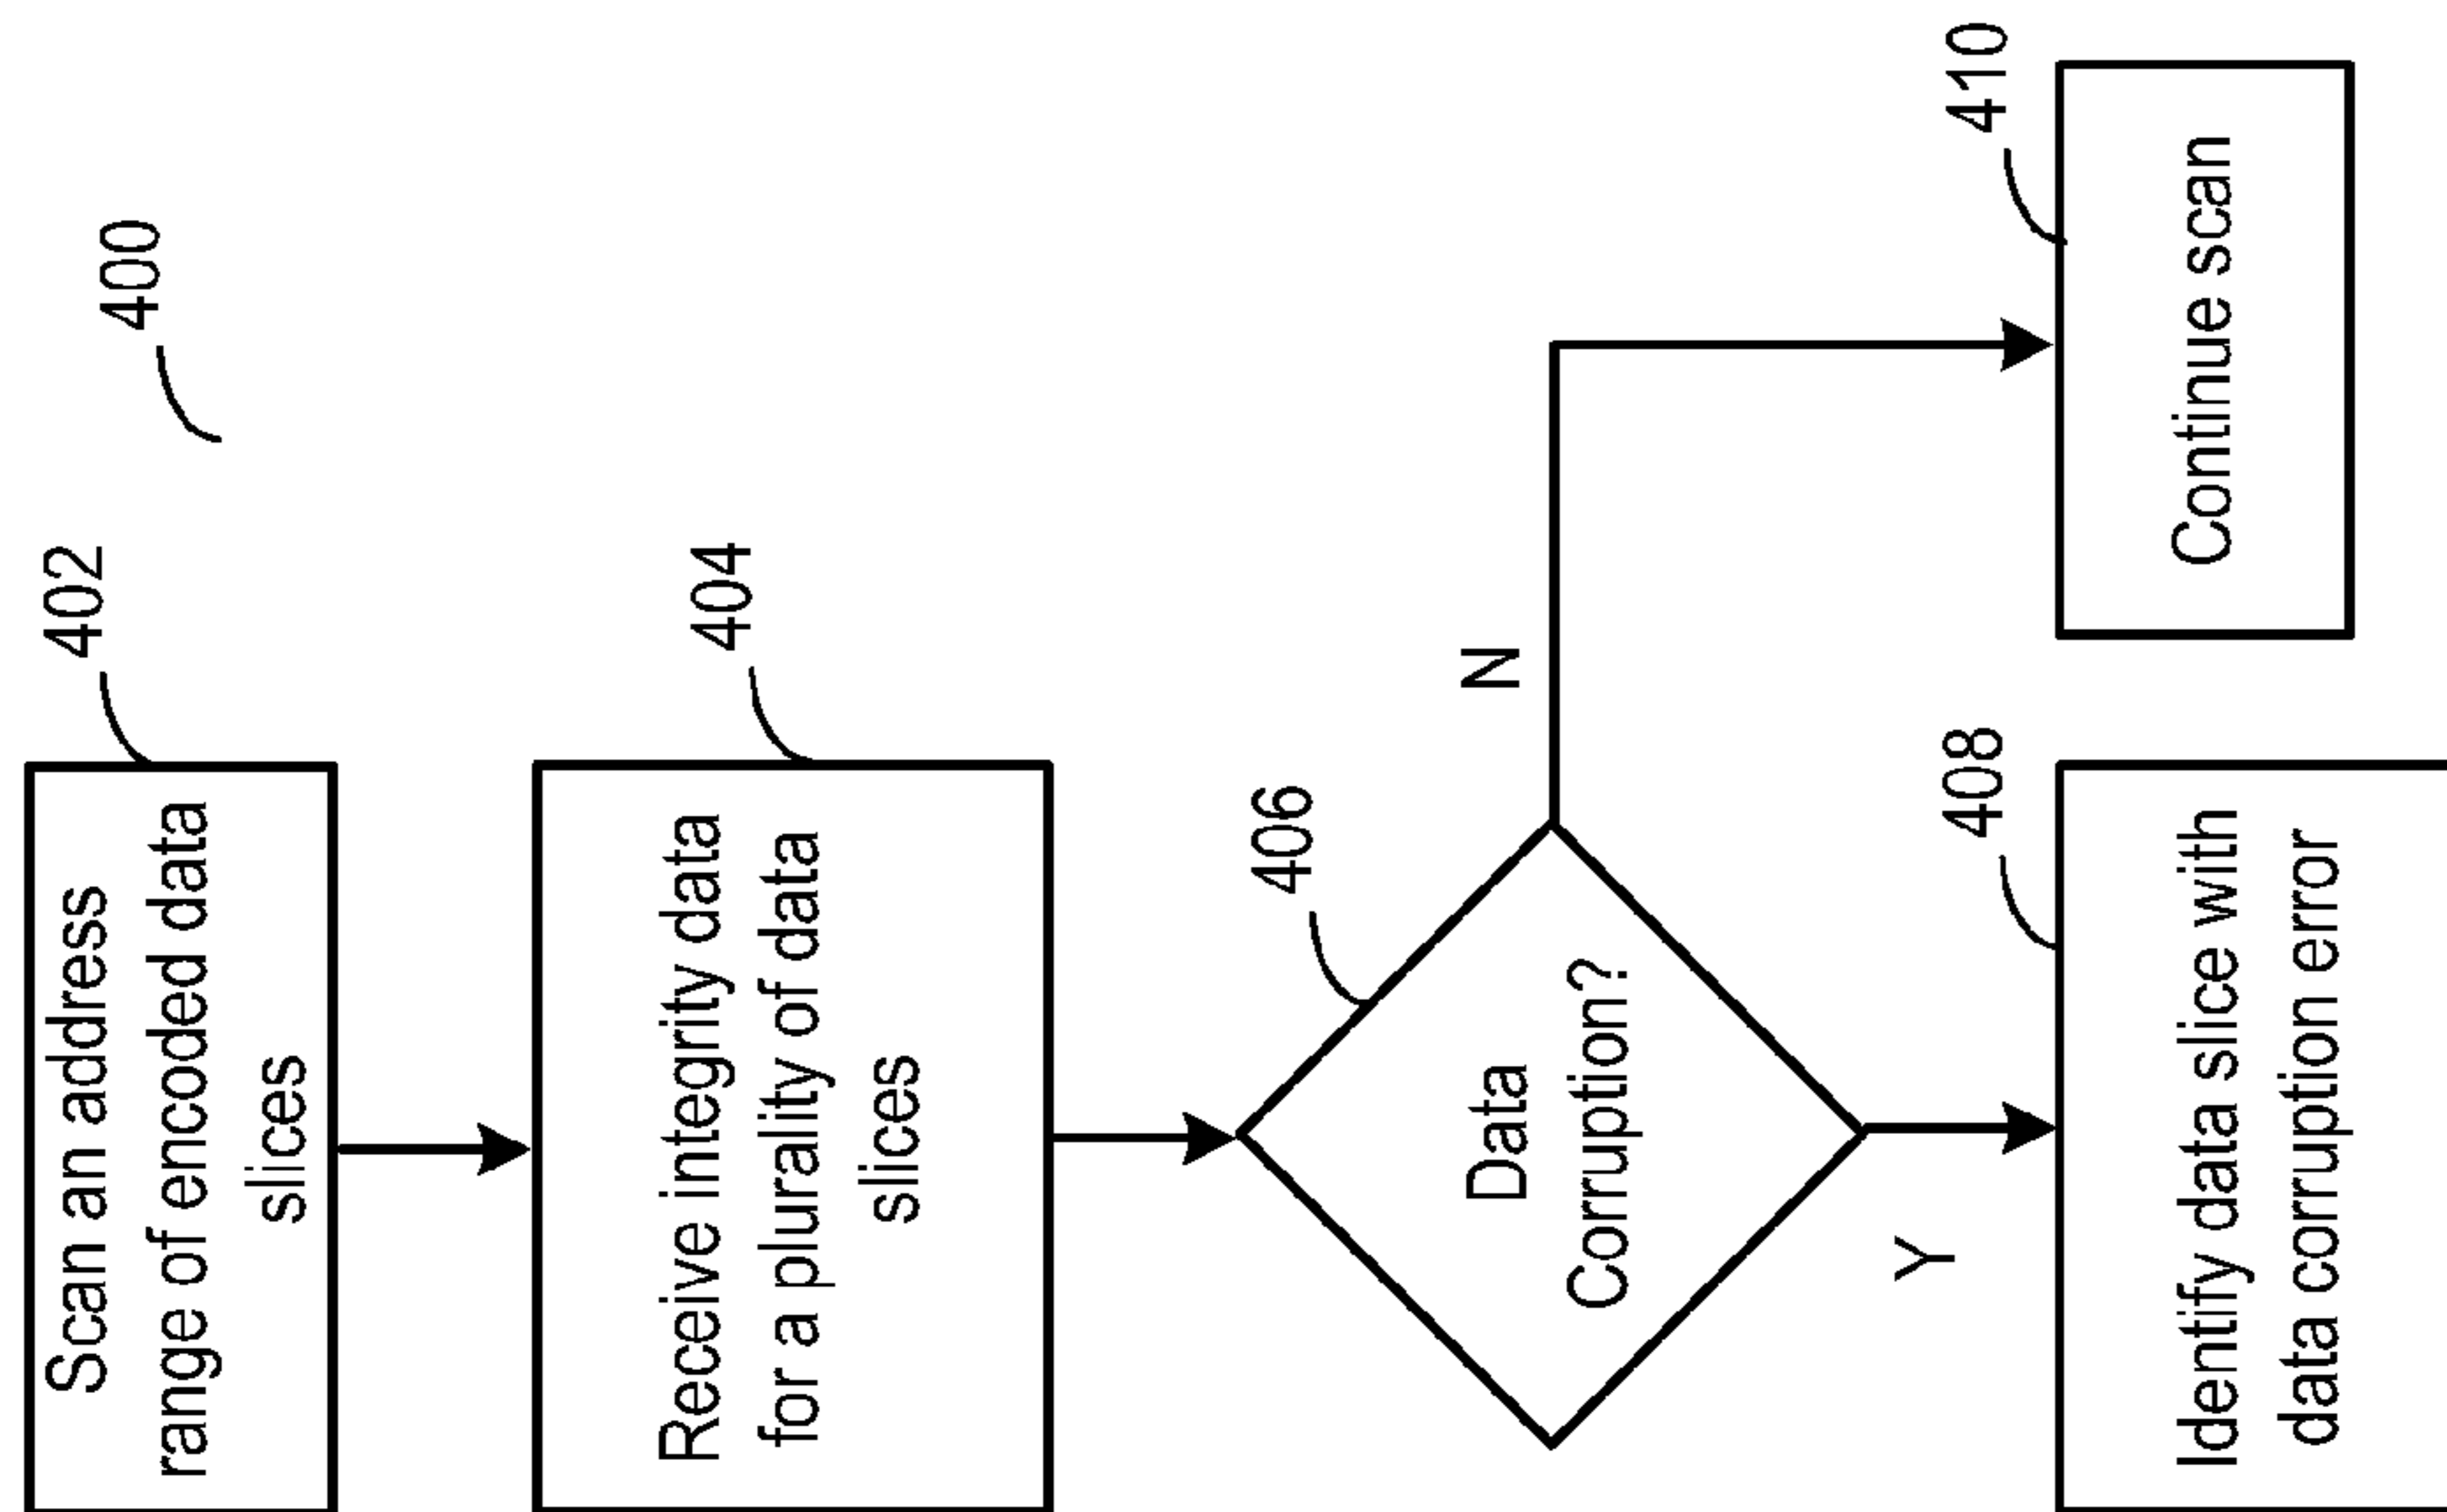 400
402
Scan an address
range of encoded data
slices
404
Receive integrity data
for a plurality of data
slices
406
Data
Corruption?
N
Y
408
Identify data slice with
data corruption error
410
Continue scan